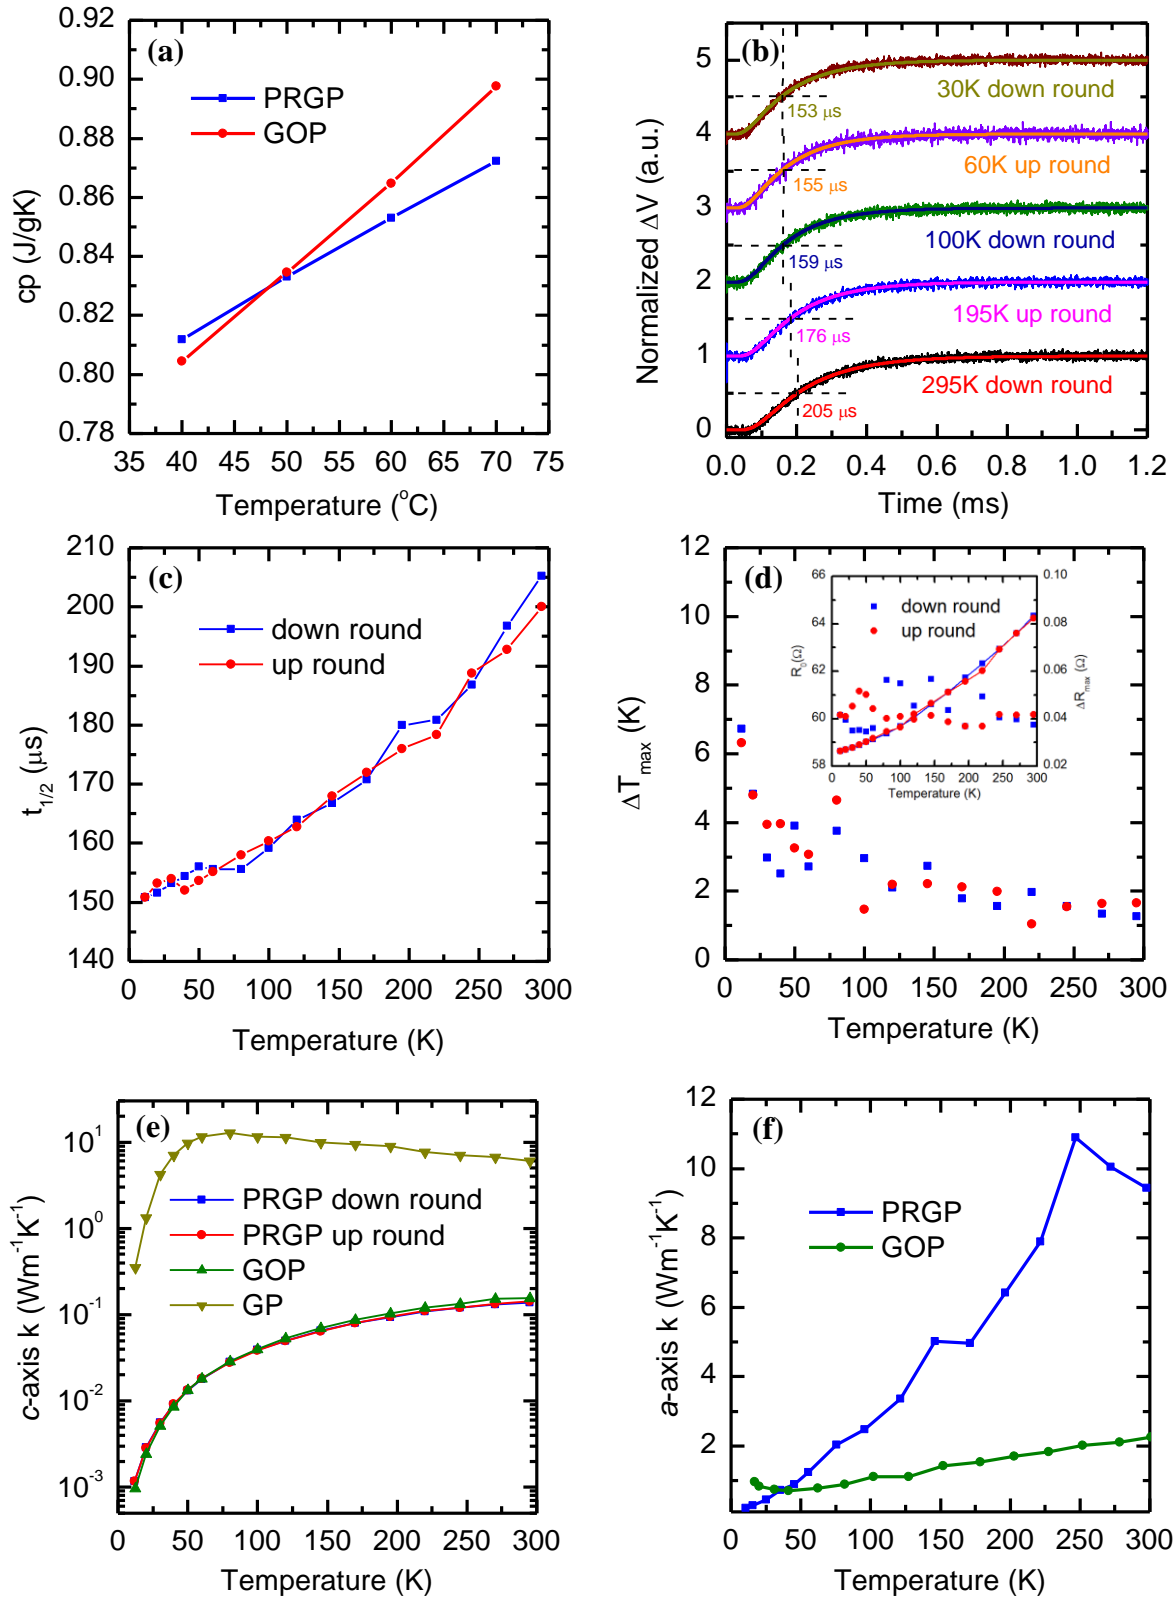 (a)
0.92
0.90
0.88
0.86
0.84
0.82
0.80
0.78
cp (J/gK)
PRGP
GOP
35 40 45 50 55 60 65 70 75
Temperature (°C)
(b)
5
4
3
2
1
0
Normalized ΔV (a.u.)
30K down round
153 μs
60K up round
155 μs
100K down round
159 μs
195K up round
176 μs
295K down round
205 μs
0.0 0.2 0.4 0.6 0.8 1.0 1.2
Time (ms)
(c)
210
200
190
180
170
160
150
140
t1/2 (μs)
down round
up round
0 50 100 150 200 250 300
Temperature (K)
(d)
12
10
8
6
4
2
0
ΔTmax (K)
66
64
62
60
58
R0(Ω)
down round
up round
0.10
0.08
0.06
0.04
0.02
ΔRmax (Ω)
0 50 100 150 200 250 300
Temperature (K)
0 50 100 150 200 250 300
Temperature (K)
(e)
10¹
10⁰
10⁻¹
10⁻²
10⁻³
c-axis k (Wm⁻¹K⁻¹)
PRGP down round
PRGP up round
GOP
GP
0 50 100 150 200 250 300
Temperature (K)
(f)
12
10
8
6
4
2
a-axis k (Wm⁻¹K⁻¹)
PRGP
GOP
0 50 100 150 200 250 300
Temperature (K)